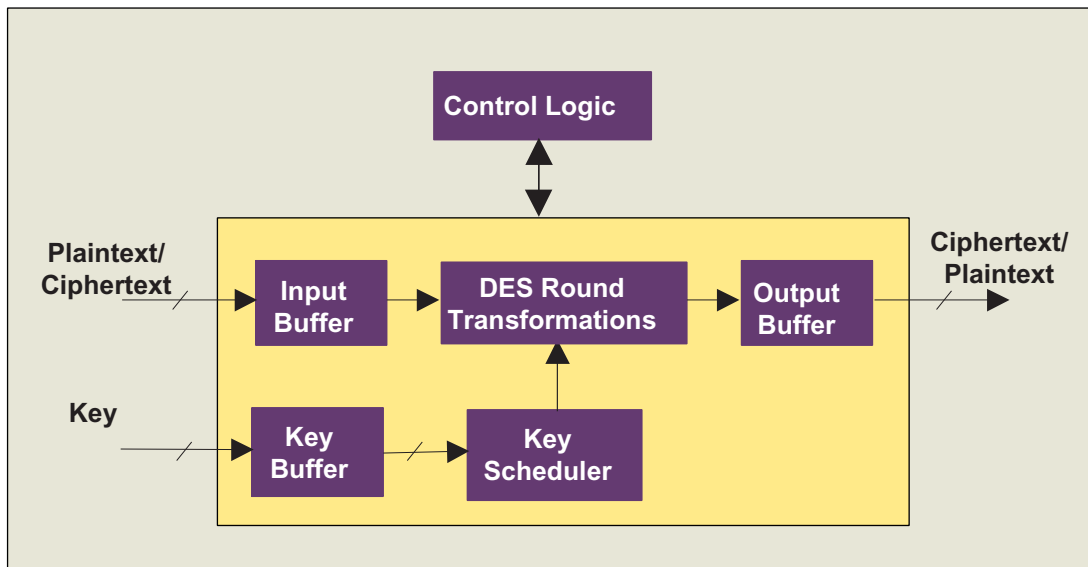 Control Logic
Plaintext/
Ciphertext
Input
Buffer
DES Round
Transformations
Output
Buffer
Ciphertext/
Plaintext
Key
Key
Buffer
Key
Scheduler